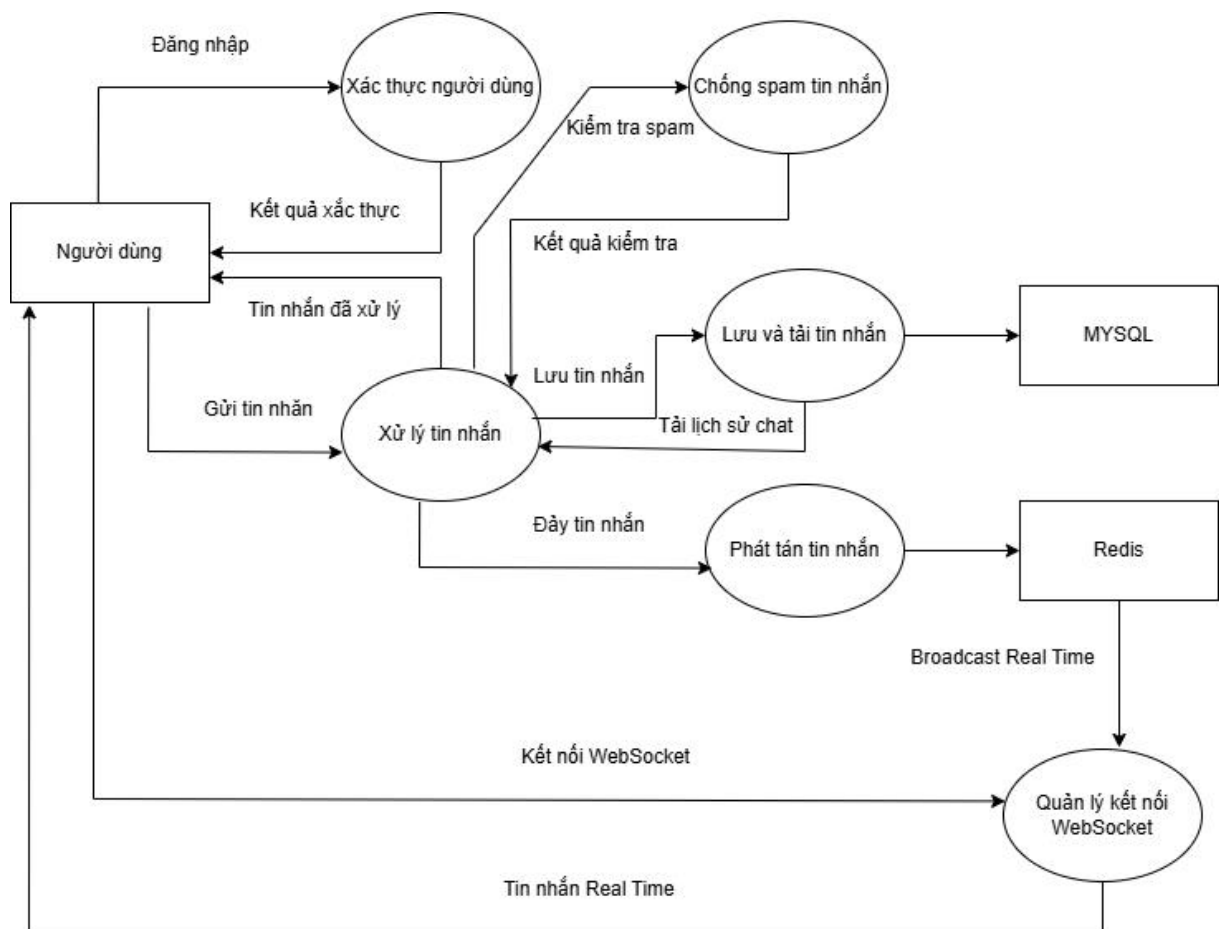 Đăng nhập
Xác thực người dùng
Chống spam tin nhắn
Kiểm tra spam
Kết quả xắc thực
Kết quả kiểm tra
Người dùng
Tin nhắn đã xử lý
Lưu và tải tin nhắn
MYSQL
Lưu tin nhắn
Gửi tin nhăn
Xử lý tin nhắn
Tải lịch sử chat
Đảy tin nhắn
Phát tán tin nhắn
Redis
Broadcast Real Time
Kết nối WebSocket
Quản lý kết nối
WebSocket
Tin nhắn Real Time